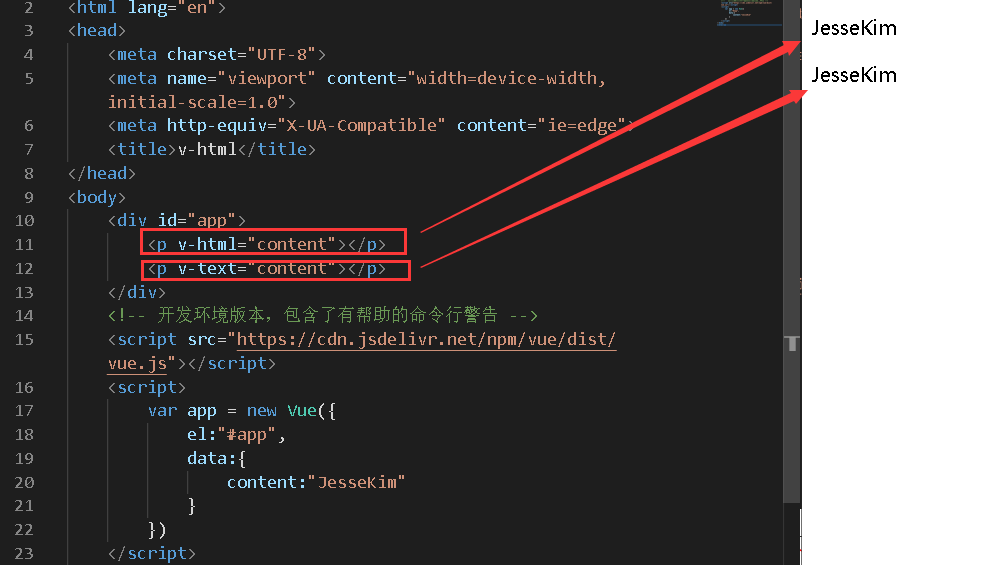 2 <html lang="en">
3 <head>
4 <meta charset="UTF-8">
5 <meta name="viewport" content="width=device-width,
initial-scale=1.0">
6 <meta http-equiv="X-UA-Compatible" content="ie=edge">
7 <title>v-html</title>
8 </head>
9 <body>
10 <div id="app">
11 <p v-html="content"></p>
12 <p v-text="content"></p>
13 </div>
14 <!-- 开发环境版本，包含了有帮助的命令行警告 -->
15 <script src="https://cdn.jsdelivr.net/npm/vue/dist/
vue.js"></script>
16 <script>
17 var app = new Vue({
18 el:"#app",
19 data:{
20 content:"JesseKim"
21 }
22 })
23 </script>
JesseKim
JesseKim